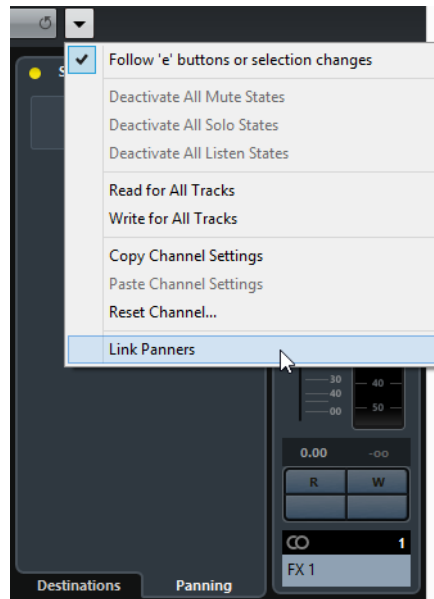 Follow 'e' buttons or selection changes
Deactivate All Mute States
Deactivate All Solo States
Deactivate All Listen States
Read for All Tracks
Write for All Tracks
Copy Channel Settings
Paste Channel Settings
Reset Channel...
Link Panners
30
40
00
40
50
0.00
-oo
R
W
1
FX 1
Destinations
Panning